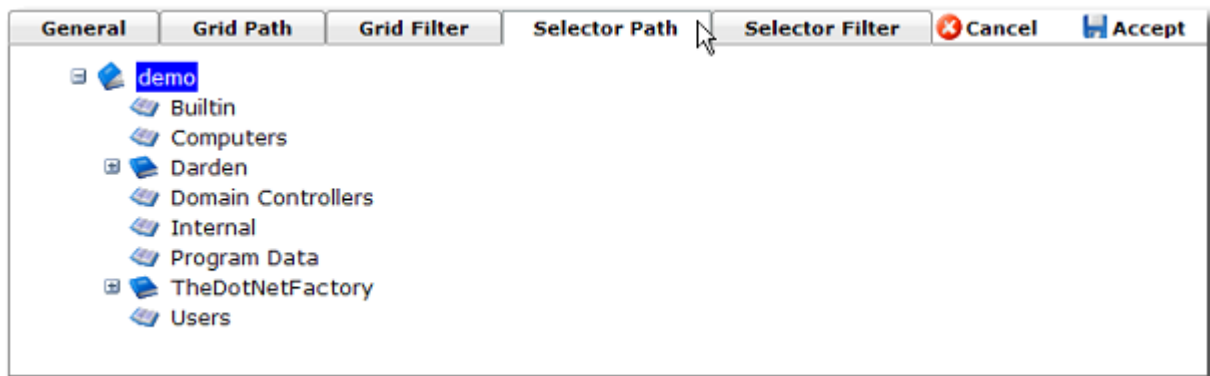 General Grid Path Grid Filter Selector Path Selector Filter Cancel Accept
demo
Builtin
Computers
Darden
Domain Controllers
Internal
Program Data
TheDotNetFactory
Users